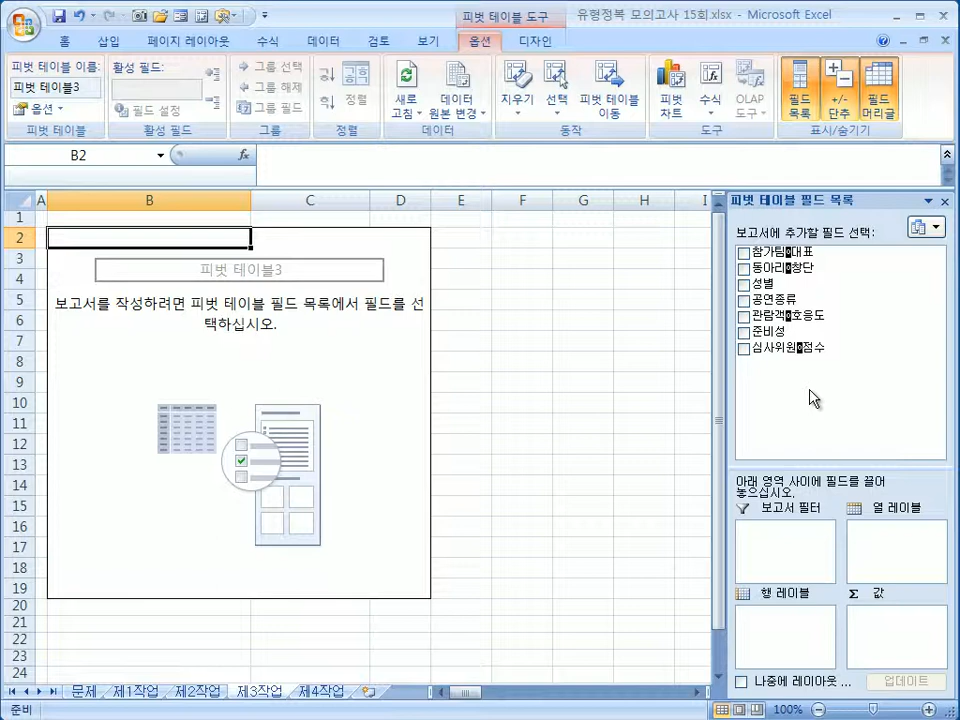 피벗 테이블 도구
유형정복 모의고사 15회.xlsx - Microsoft Excel
홈 삽입 페이지 레이아웃 수식 데이터 검토 보기 옵션 디자인
피벗 테이블 이름:
피벗 테이블3
옵션
피벗 테이블
활성 필드:
필드 설정
활성 필드
그룹 선택
그룹 해제
그룹 필드
그룹
정렬
정렬
새로
고침
데이터
원본 변경
데이터
지우기
선택
피벗 테이블
이동
동작
피벗
차트
수식
OLAP
도구
도구
필드
목록
+/-
단추
필드
머리글
표시/숨기기
B2
fx
A B C D E F G H I
1
2
3
4
5
6
7
8
9
10
11
12
13
14
15
16
17
18
19
20
21
22
23
24
피벗 테이블3
보고서를 작성하려면 피벗 테이블 필드 목록에서 필드를 선
택하십시오.
피벗 테이블 필드 목록
보고서에 추가할 필드 선택:
참가팀 대표
동아리 창단
성별
공연종류
관람객 호응도
준비성
심사위원 점수
아래 영역 사이에 필드를 끌어
놓으십시오.
보고서 필터
열 레이블
행 레이블
Σ 값
나중에 레이아웃 ...
업데이트
문제 제1작업 제2작업 제3작업 제4작업
준비
100%